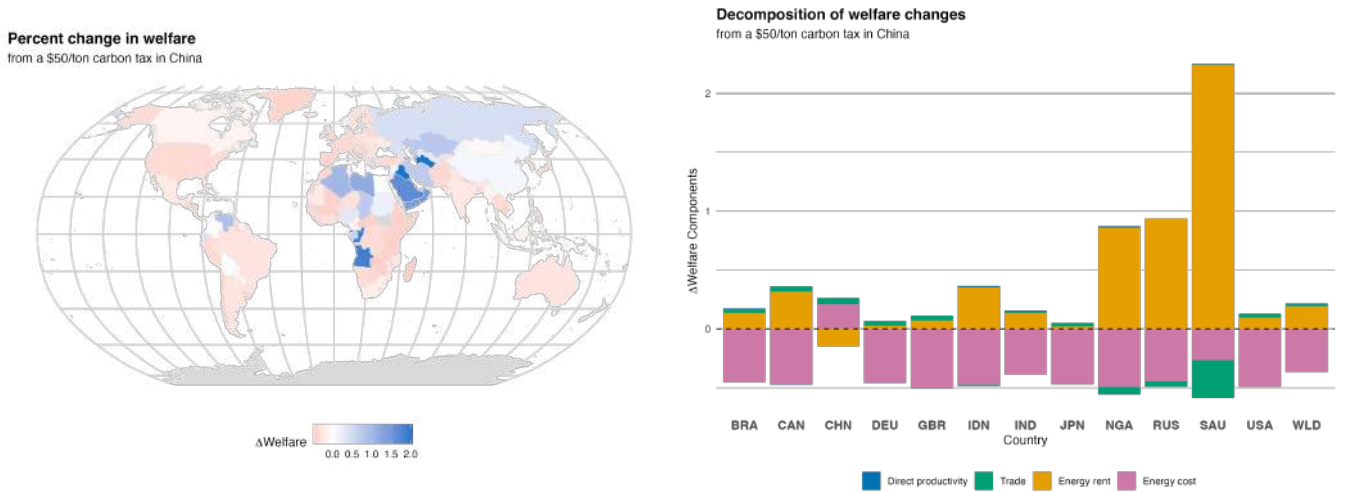 Percent change in welfare
from a $50/ton carbon tax in China
ΔWelfare
0.0 0.5 1.0 1.5 2.0
Decomposition of welfare changes
from a $50/ton carbon tax in China
ΔWelfare Components
2
1
0
BRA CAN CHN DEU GBR IDN IND JPN NGA RUS SAU USA WLD
Country
Direct productivity Trade Energy rent Energy cost